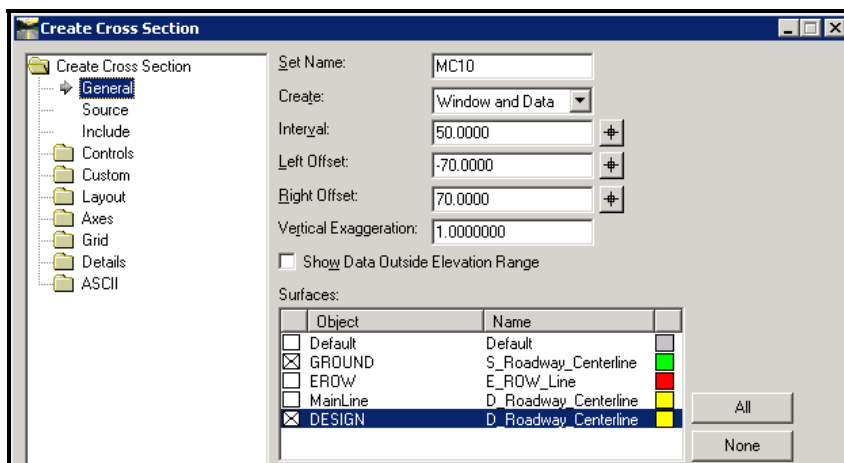 Create Cross Section
Create Cross Section
General
Source
Include
Controls
Custom
Layout
Axes
Grid
Details
ASCII
Set Name: MC10
Create: Window and Data
Interval: 50.0000
Left Offset: -70.0000
Right Offset: 70.0000
Vertical Exaggeration: 1.0000000
Show Data Outside Elevation Range
Surfaces:
Object Name
Default Default
GROUND S_Roadway_Centerline
EROW E_ROW_Line
MainLine D_Roadway_Centerline
DESIGN D_Roadway_Centerline
All
None